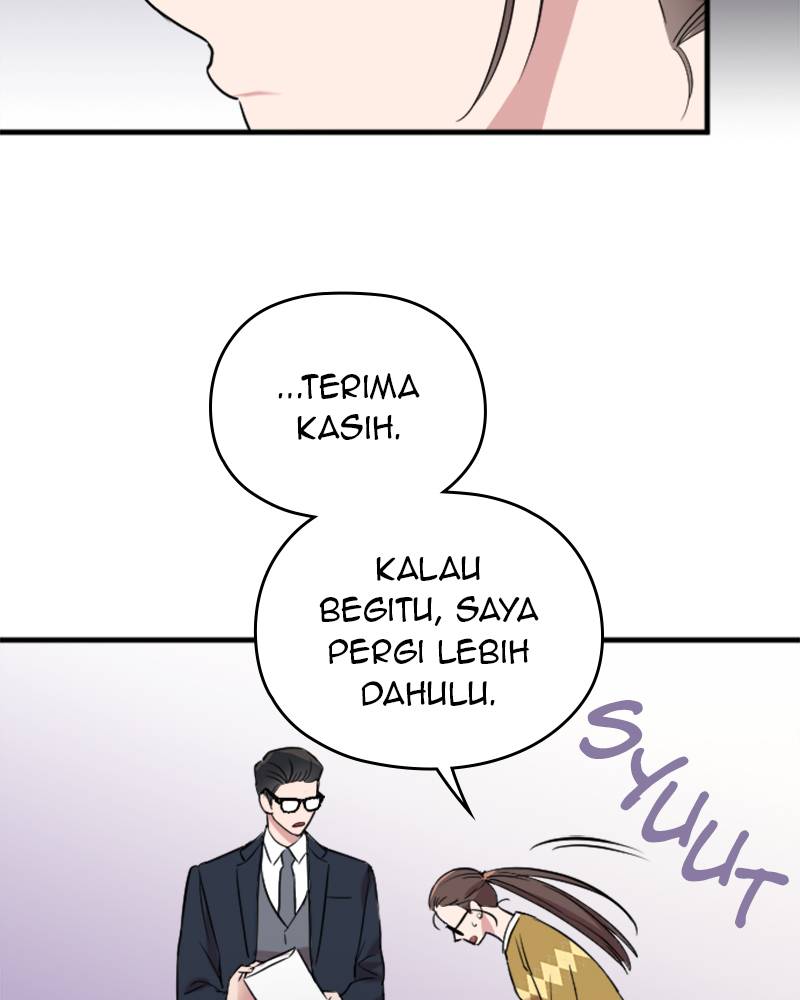 ...TERIMA
KASIH.
KALAU
BEGITU, SAYA
PERGI LEBIH
DAHULU.
SYUUT